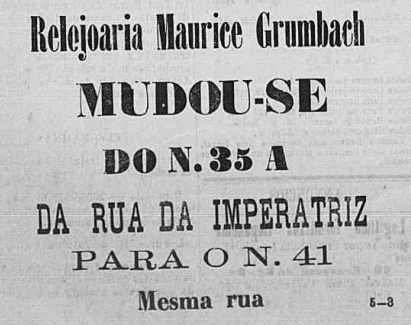 Relejoaria Maurice Grumbach
MUDOU-SE
DO N. 35 A
DA RUA DA IMPERATRIZ
PARA O N. 41
Mesma rua 5-3